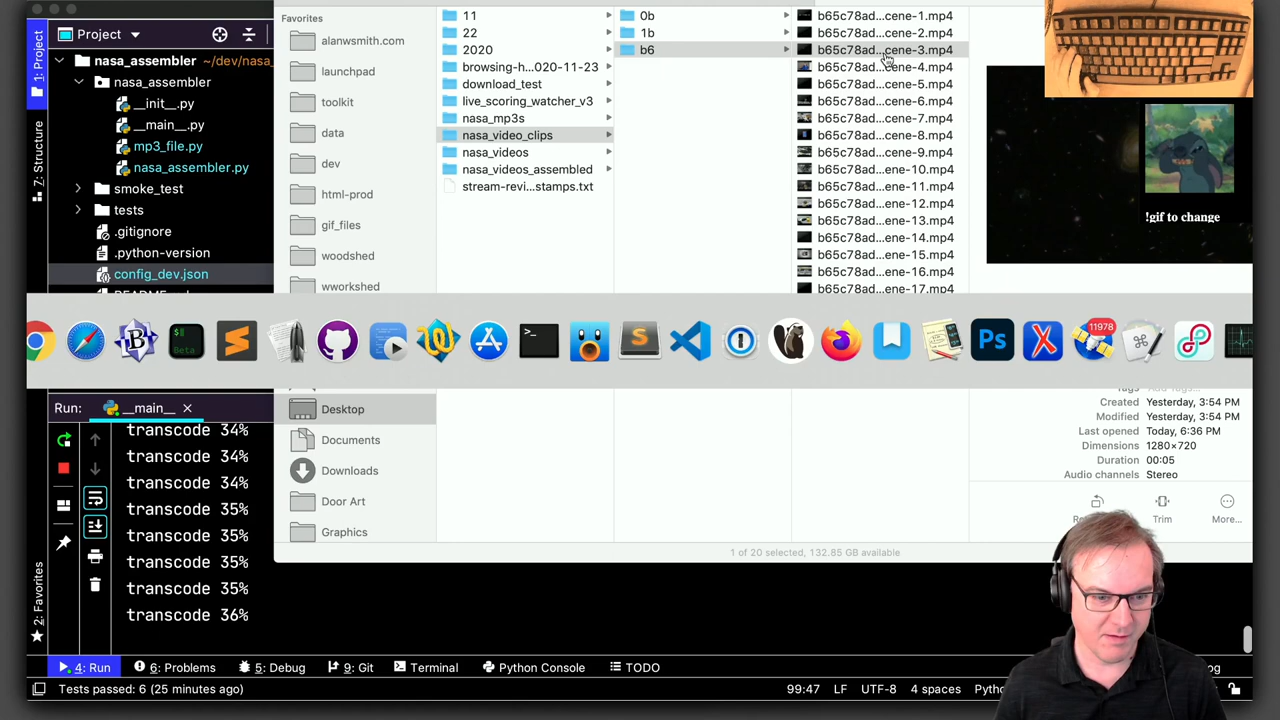 Project
nasa_assembler ~/dev/nasa_
nasa_assembler
__init__.py
__main__.py
mp3_file.py
nasa_assembler.py
smoke_test
tests
.gitignore
.python-version
config_dev.json
1: Project
7: Structure
2: Favorites
Favorites
alanwsmith.com
launchpad
toolkit
data
dev
html-prod
gif_files
woodshed
wworkshed
Desktop
Documents
Downloads
Door Art
Graphics
11
22
2020
browsing-h...020-11-23
download_test
live_scoring_watcher_v3
nasa_mp3s
nasa_video_clips
nasa_videos
nasa_videos_assembled
stream-revi...stamps.txt
0b
1b
b6
b65c78ad...cene-1.mp4
b65c78ad...cene-2.mp4
b65c78ad...cene-3.mp4
b65c78ad...cene-4.mp4
b65c78ad...cene-5.mp4
b65c78ad...cene-6.mp4
b65c78ad...cene-7.mp4
b65c78ad...cene-8.mp4
b65c78ad...cene-9.mp4
b65c78ad...ene-10.mp4
b65c78ad...ene-11.mp4
b65c78ad...ene-12.mp4
b65c78ad...ene-13.mp4
b65c78ad...ene-14.mp4
b65c78ad...ene-15.mp4
b65c78ad...ene-16.mp4
b65c78ad...ene-17.mp4
!gif to change
Beta
11978
Ps
Created Yesterday, 3:54 PM
Modified Yesterday, 3:54 PM
Last opened Today, 6:36 PM
Dimensions 1280×720
Duration 00:05
Audio channels Stereo
Trim
More...
1 of 20 selected, 132.85 GB available
Run: __main__
transcode 34%
transcode 34%
transcode 34%
transcode 35%
transcode 35%
transcode 35%
transcode 35%
transcode 36%
4: Run
6: Problems
5: Debug
9: Git
Terminal
Python Console
TODO
Tests passed: 6 (25 minutes ago)
99:47 LF UTF-8 4 spaces